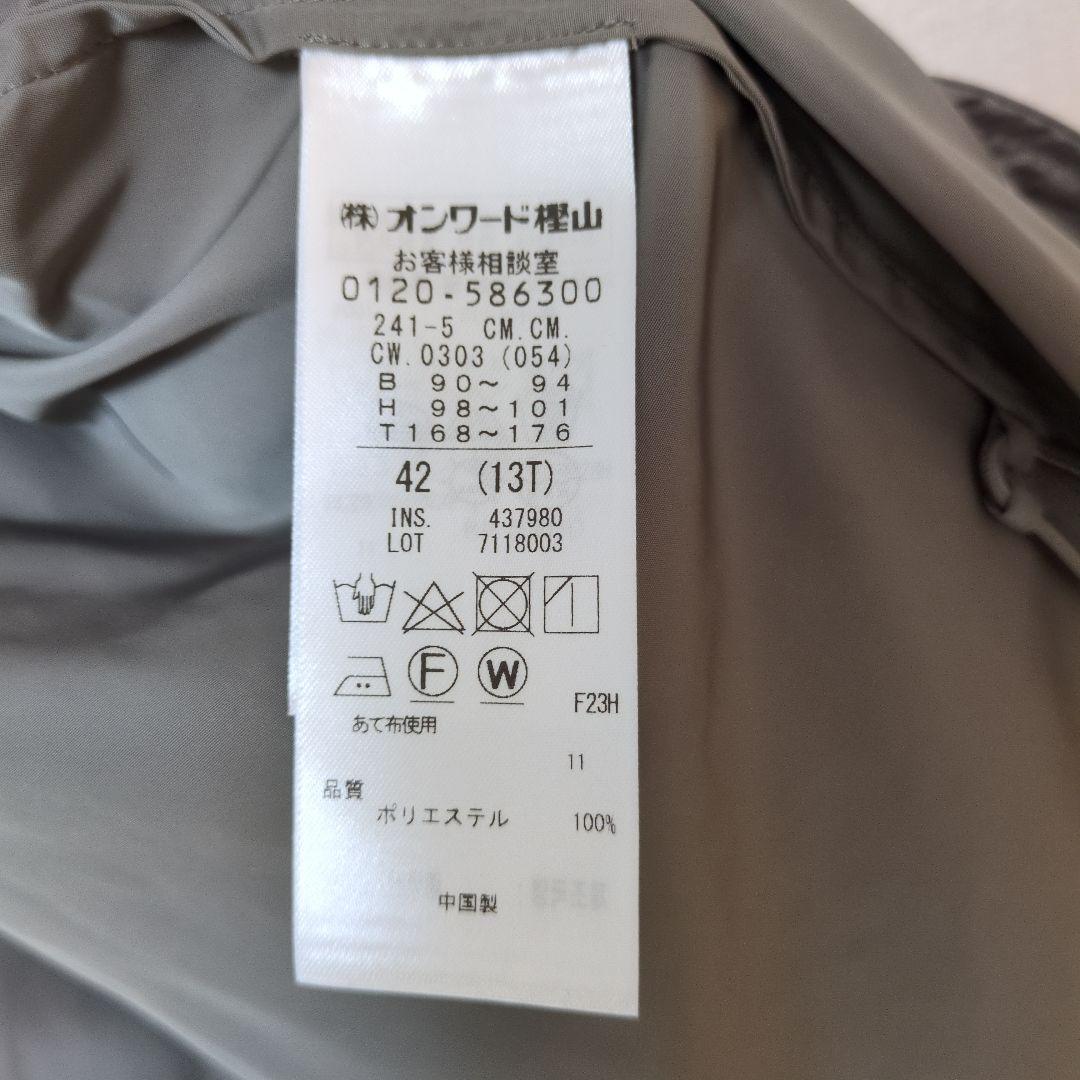 (株)オンワード樫山
お客様相談室
0120-586300
241-5 CM.CM.
CW.0303(054)
B 90～ 94
H 98～101
T168～176
42 (13T)
INS. 437980
LOT 7118003
F W
F23H
あて布使用
11
品質
ポリエステル 100%
中国製